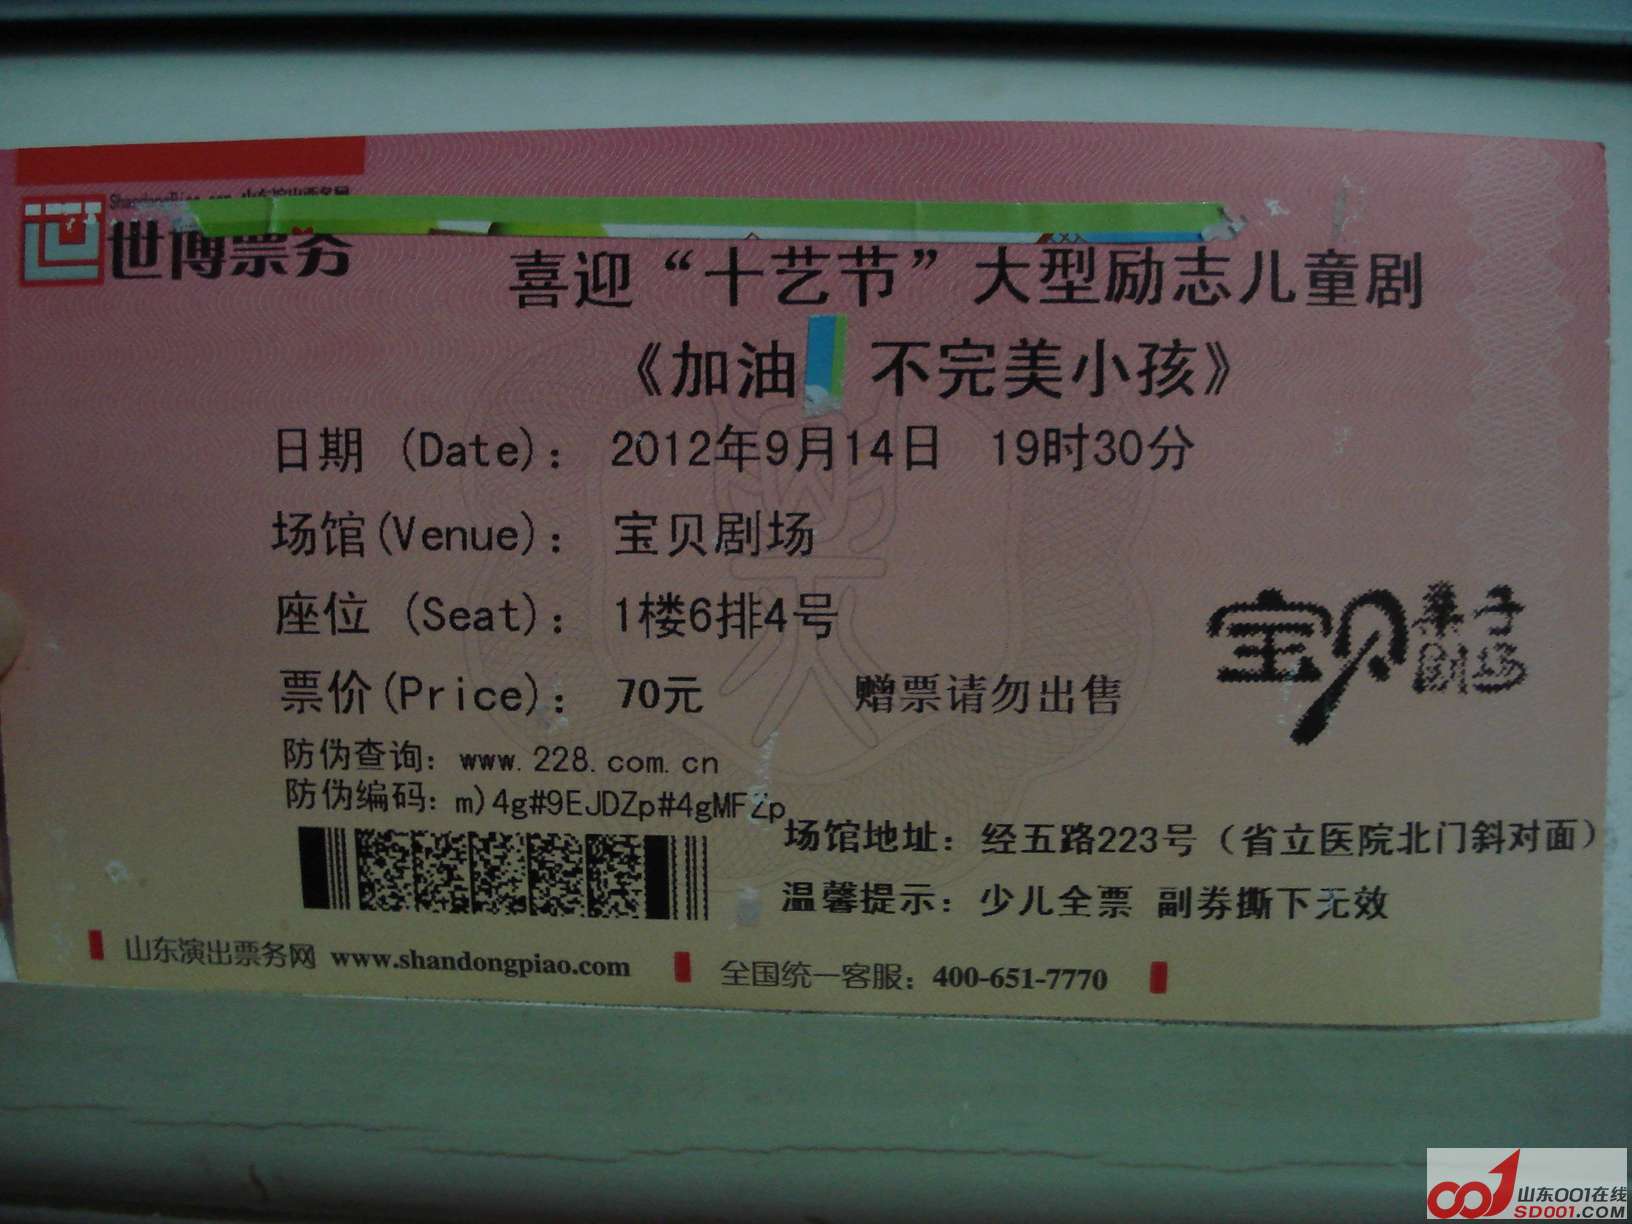 世博票务
喜迎“十艺节”大型励志儿童剧
《加油 不完美小孩》
日期 (Date)： 2012年9月14日 19时30分
场馆(Venue)： 宝贝剧场
座位 (Seat)： 1楼6排4号
票价(Price)： 70元 赠票请勿出售
宝贝
剧场
防伪查询：www.228.com.cn
防伪编码：m)4g#9EJDZp#4gMFZp
场馆地址：经五路223号（省立医院北门斜对面）
温馨提示：少儿全票 副券撕下无效
山东演出票务网 www.shandongpiao.com 全国统一客服：400-651-7770
山东001在线
SD001.COM